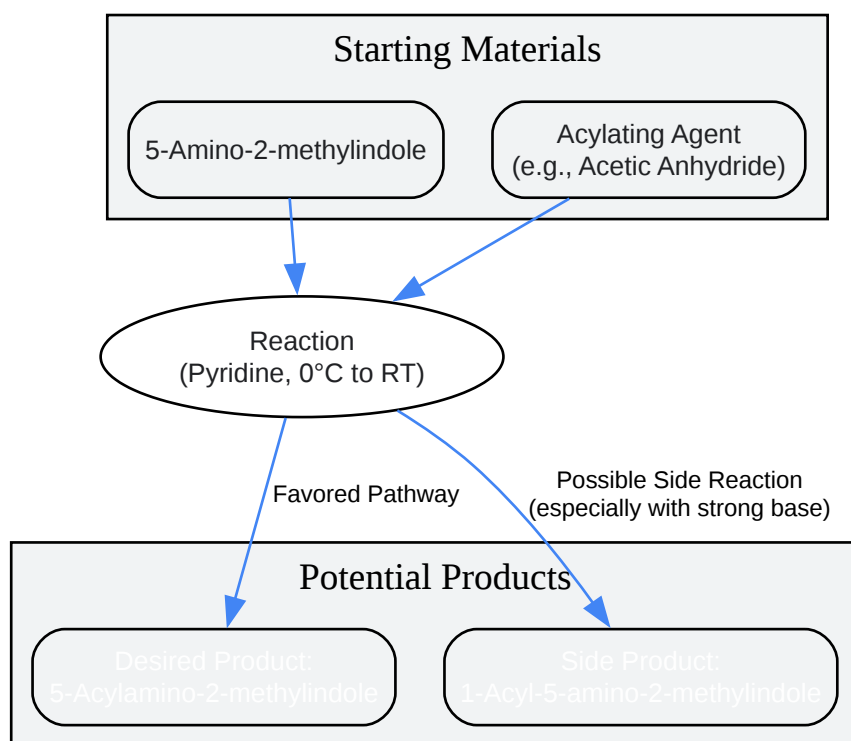 Starting Materials
5-Amino-2-methylindole
Acylating Agent
(e.g., Acetic Anhydride)
Reaction
(Pyridine, 0°C to RT)
Favored Pathway
Possible Side Reaction
(especially with strong base)
Potential Products
Desired Product:
5-Acylamino-2-methylindole
Side Product:
1-Acyl-5-amino-2-methylindole